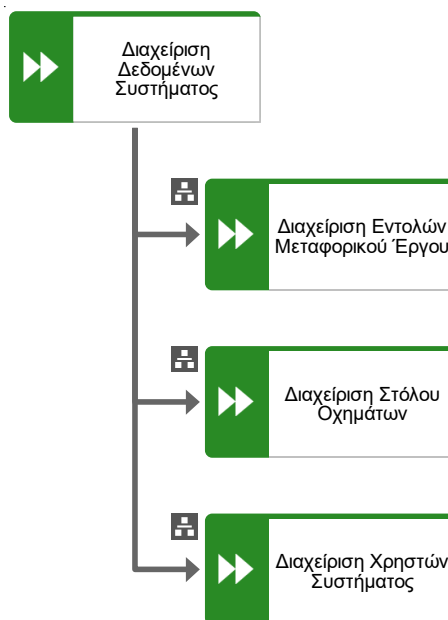 Διαχείριση
Δεδομένων
Συστήματος
Διαχείριση Εντολών
Μεταφορικού Έργου
Διαχείριση Στόλου
Οχημάτων
Διαχείριση Χρηστών
Συστήματος